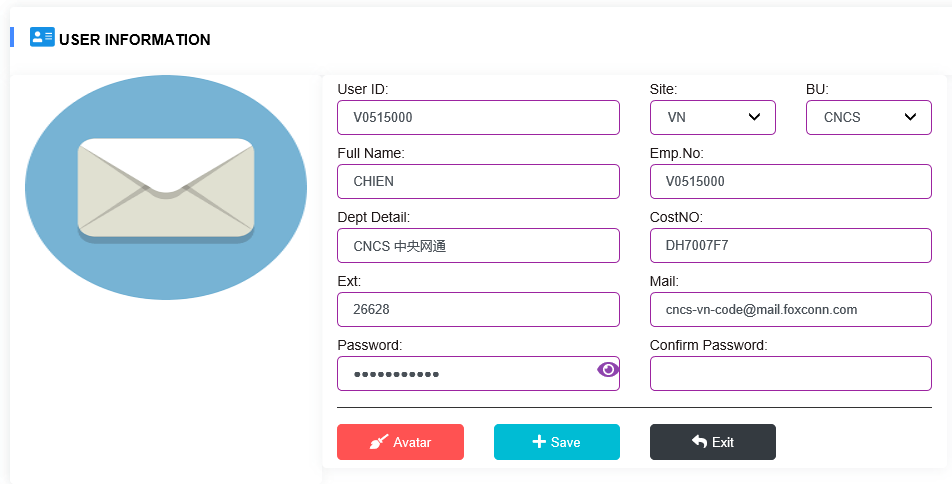 USER INFORMATION
User ID: Site: BU:
V0515000 VN CNCS
Full Name: Emp.No:
CHIEN V0515000
Dept Detail: CostNO:
CNCS 中央网通 DH7007F7
Ext: Mail:
26628 cncs-vn-code@mail.foxconn.com
Password: Confirm Password:
•••••••••••
Avatar Save Exit